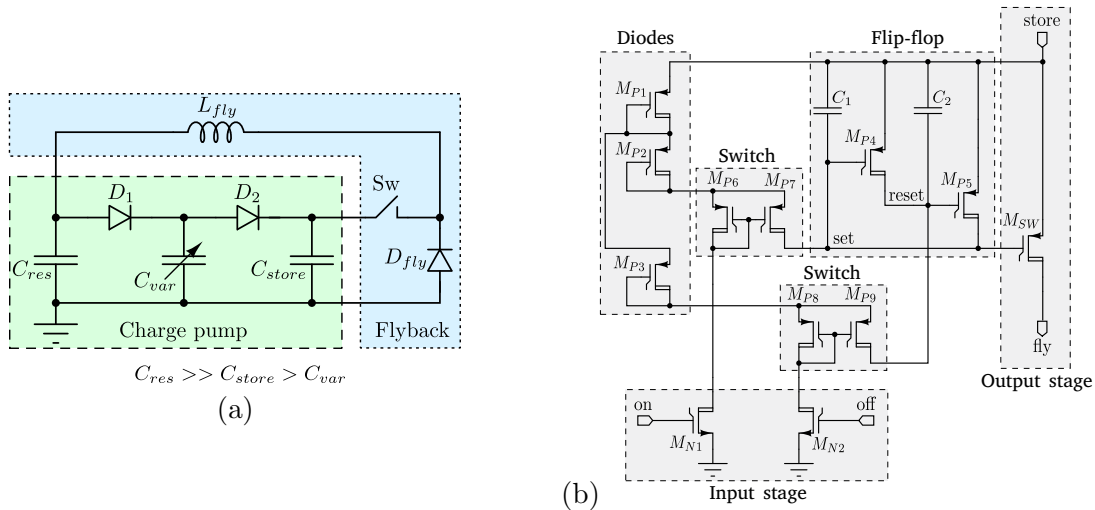 L_fly
Sw
D_1
D_2
C_res
C_var
C_store
D_fly
Charge pump
Flyback
C_res >> C_store > C_var
(a)
store
Diodes
Flip-flop
M_P1
C_1
C_2
M_P4
M_P2
Switch
M_P6
M_P7
M_P5
reset
M_SW
set
M_P3
Switch
M_P8
M_P9
fly
Output stage
on
off
M_N1
M_N2
Input stage
(b)